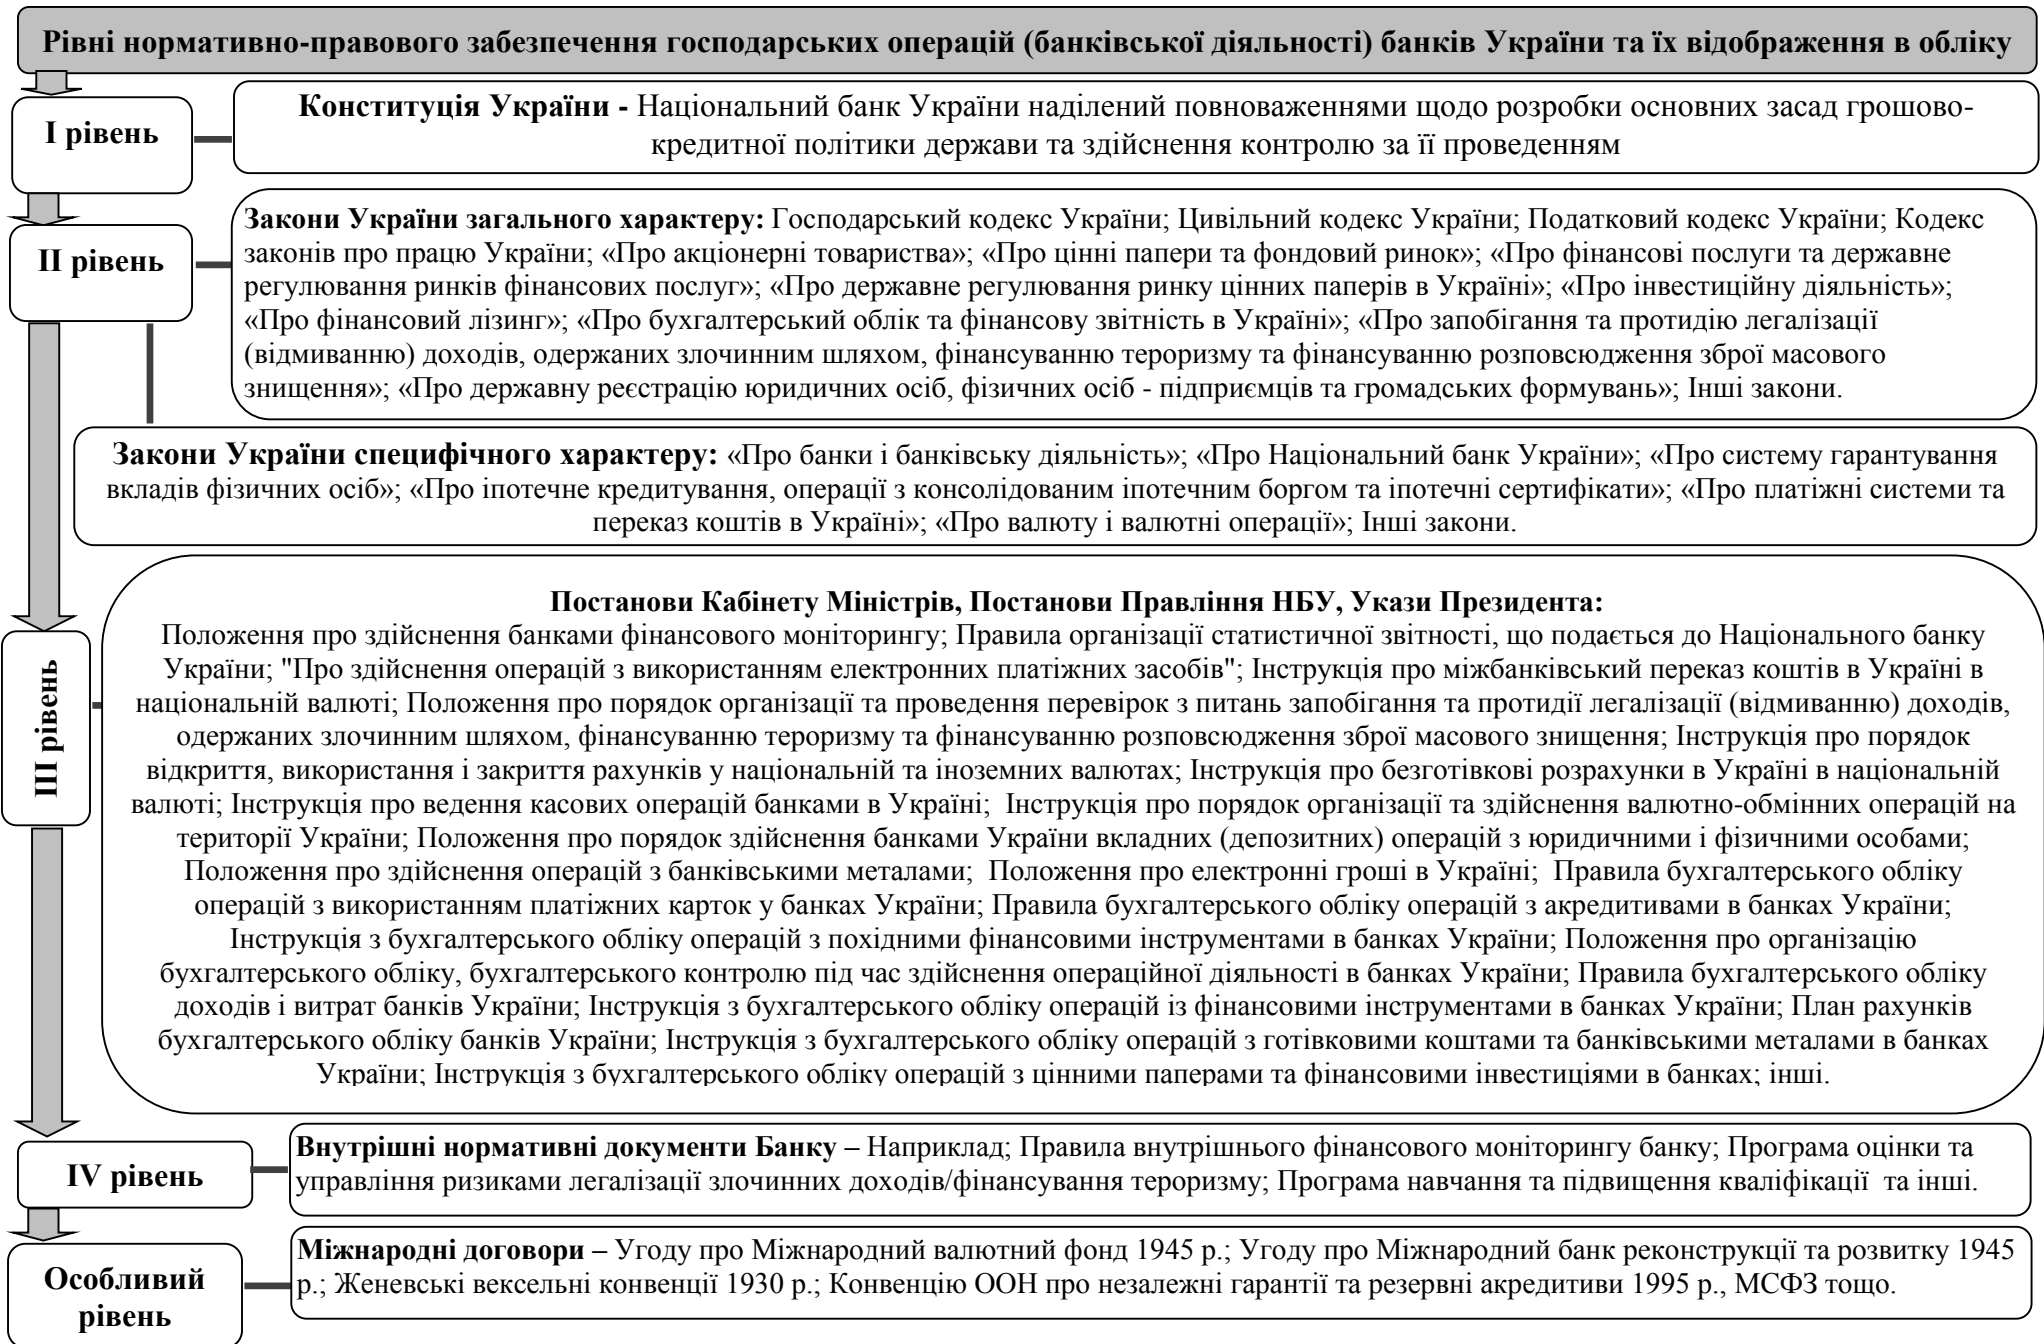 Рівні нормативно-правового забезпечення господарських операцій (банківської діяльності) банків України та їх відображення в обліку
І рівень
Конституція України - Національний банк України наділений повноваженнями щодо розробки основних засад грошово-
кредитної політики держави та здійснення контролю за її проведенням
ІІ рівень
Закони України загального характеру: Господарський кодекс України; Цивільний кодекс України; Податковий кодекс України; Кодекс
законів про працю України; «Про акціонерні товариства»; «Про цінні папери та фондовий ринок»; «Про фінансові послуги та державне
регулювання ринків фінансових послуг»; «Про державне регулювання ринку цінних паперів в Україні»; «Про інвестиційну діяльність»;
«Про фінансовий лізинг»; «Про бухгалтерський облік та фінансову звітність в Україні»; «Про запобігання та протидію легалізації
(відмиванню) доходів, одержаних злочинним шляхом, фінансуванню тероризму та фінансуванню розповсюдження зброї масового
знищення»; «Про державну реєстрацію юридичних осіб, фізичних осіб - підприємців та громадських формувань»; Інші закони.
Закони України специфічного характеру: «Про банки і банківську діяльність»; «Про Національний банк України»; «Про систему гарантування
вкладів фізичних осіб»; «Про іпотечне кредитування, операції з консолідованим іпотечним боргом та іпотечні сертифікати»; «Про платіжні системи та
переказ коштів в Україні»; «Про валюту і валютні операції»; Інші закони.
ІІІ рівень
Постанови Кабінету Міністрів, Постанови Правління НБУ, Укази Президента:
Положення про здійснення банками фінансового моніторингу; Правила організації статистичної звітності, що подається до Національного банку
України; "Про здійснення операцій з використанням електронних платіжних засобів"; Інструкція про міжбанківський переказ коштів в Україні в
національній валюті; Положення про порядок організації та проведення перевірок з питань запобігання та протидії легалізації (відмиванню) доходів,
одержаних злочинним шляхом, фінансуванню тероризму та фінансуванню розповсюдження зброї масового знищення; Інструкція про порядок
відкриття, використання і закриття рахунків у національній та іноземних валютах; Інструкція про безготівкові розрахунки в Україні в національній
валюті; Інструкція про ведення касових операцій банками в Україні; Інструкція про порядок організації та здійснення валютно-обмінних операцій на
території України; Положення про порядок здійснення банками України вкладних (депозитних) операцій з юридичними і фізичними особами;
Положення про здійснення операцій з банківськими металами; Положення про електронні гроші в Україні; Правила бухгалтерського обліку
операцій з використанням платіжних карток у банках України; Правила бухгалтерського обліку операцій з акредитивами в банках України;
Інструкція з бухгалтерського обліку операцій з похідними фінансовими інструментами в банках України; Положення про організацію
бухгалтерського обліку, бухгалтерського контролю під час здійснення операційної діяльності в банках України; Правила бухгалтерського обліку
доходів і витрат банків України; Інструкція з бухгалтерського обліку операцій із фінансовими інструментами в банках України; План рахунків
бухгалтерського обліку банків України; Інструкція з бухгалтерського обліку операцій з готівковими коштами та банківськими металами в банках
України; Інструкція з бухгалтерського обліку операцій з цінними паперами та фінансовими інвестиціями в банках; інші.
IV рівень
Внутрішні нормативні документи Банку – Наприклад; Правила внутрішнього фінансового моніторингу банку; Програма оцінки та
управління ризиками легалізації злочинних доходів/фінансування тероризму; Програма навчання та підвищення кваліфікації та інші.
Особливий
рівень
Міжнародні договори – Угоду про Міжнародний валютний фонд 1945 р.; Угоду про Міжнародний банк реконструкції та розвитку 1945
р.; Женевські вексельні конвенції 1930 р.; Конвенцію ООН про незалежні гарантії та резервні акредитиви 1995 р., МСФЗ тощо.